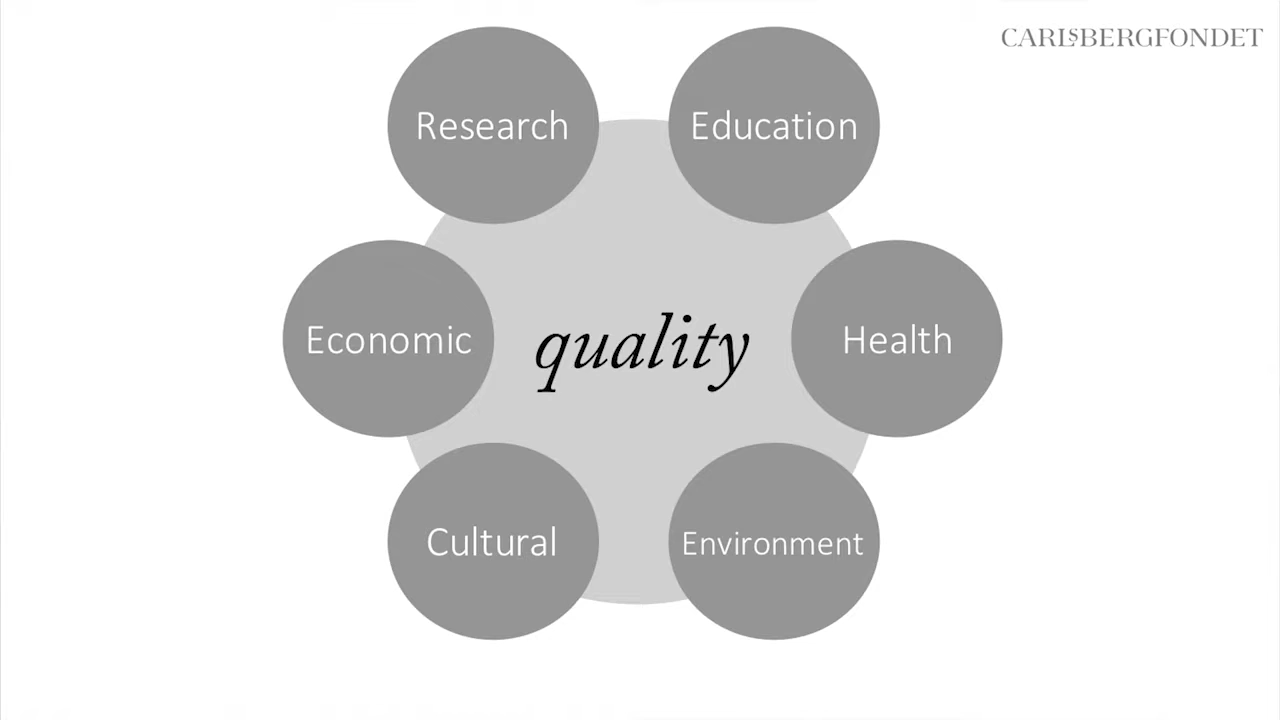 CARLSBERGFONDET
Research
Education
Economic
quality
Health
Cultural
Environment